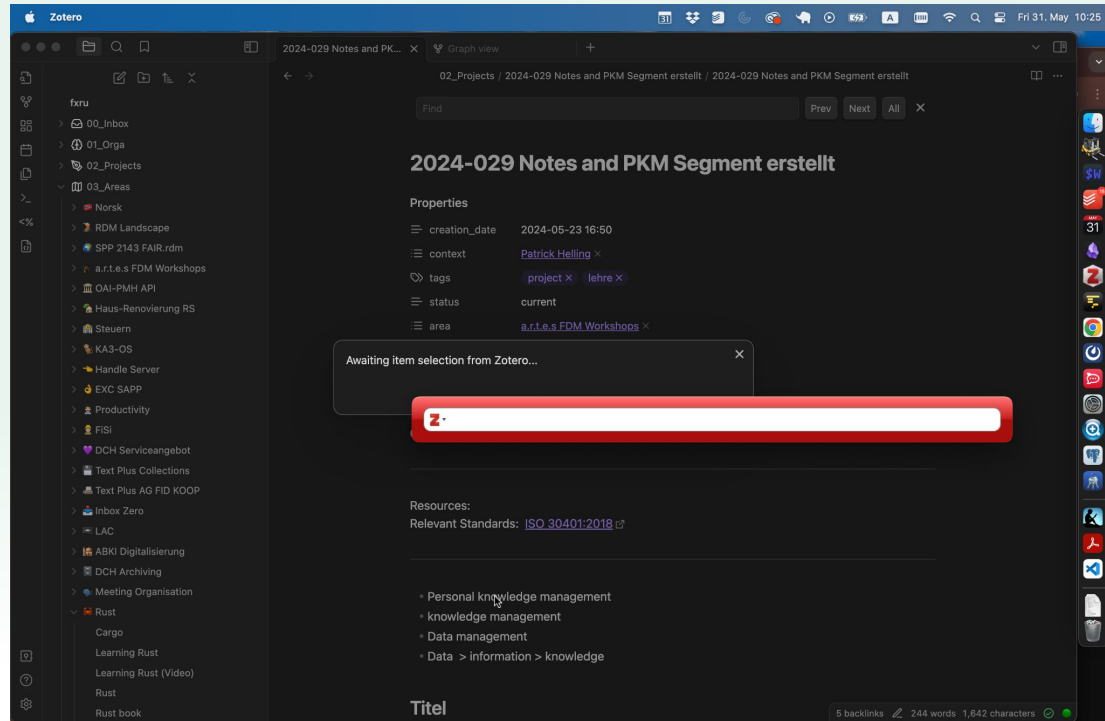 Zotero
Fri 31. May 10:25
2024-029 Notes and PK...
Graph view
02_Projects / 2024-029 Notes and PKM Segment erstellt / 2024-029 Notes and PKM Segment erstellt
Find
Prev
Next
All
fxru
00_Inbox
01_Orga
02_Projects
03_Areas
Norsk
RDM Landscape
SPP 2143 FAIR.rdm
a.r.t.e.s FDM Workshops
OAI-PMH API
Haus-Renovierung RS
Steuern
KA3-OS
Handle Server
EXC SAPP
Productivity
FiSi
DCH Serviceangebot
Text Plus Collections
Text Plus AG FID KOOP
Inbox Zero
LAC
ABKI Digitalisierung
DCH Archiving
Meeting Organisation
Rust
Cargo
Learning Rust
Learning Rust (Video)
Rust
Rust book
2024-029 Notes and PKM Segment erstellt
Properties
creation_date 2024-05-23 16:50
context Patrick Helling
tags project lehre
status current
area a.r.t.e.s FDM Workshops
Awaiting item selection from Zotero...
Z
Resources:
Relevant Standards: ISO 30401:2018
Personal knowledge management
knowledge management
Data management
Data > information > knowledge
Titel
5 backlinks 244 words 1,642 characters
$W
31